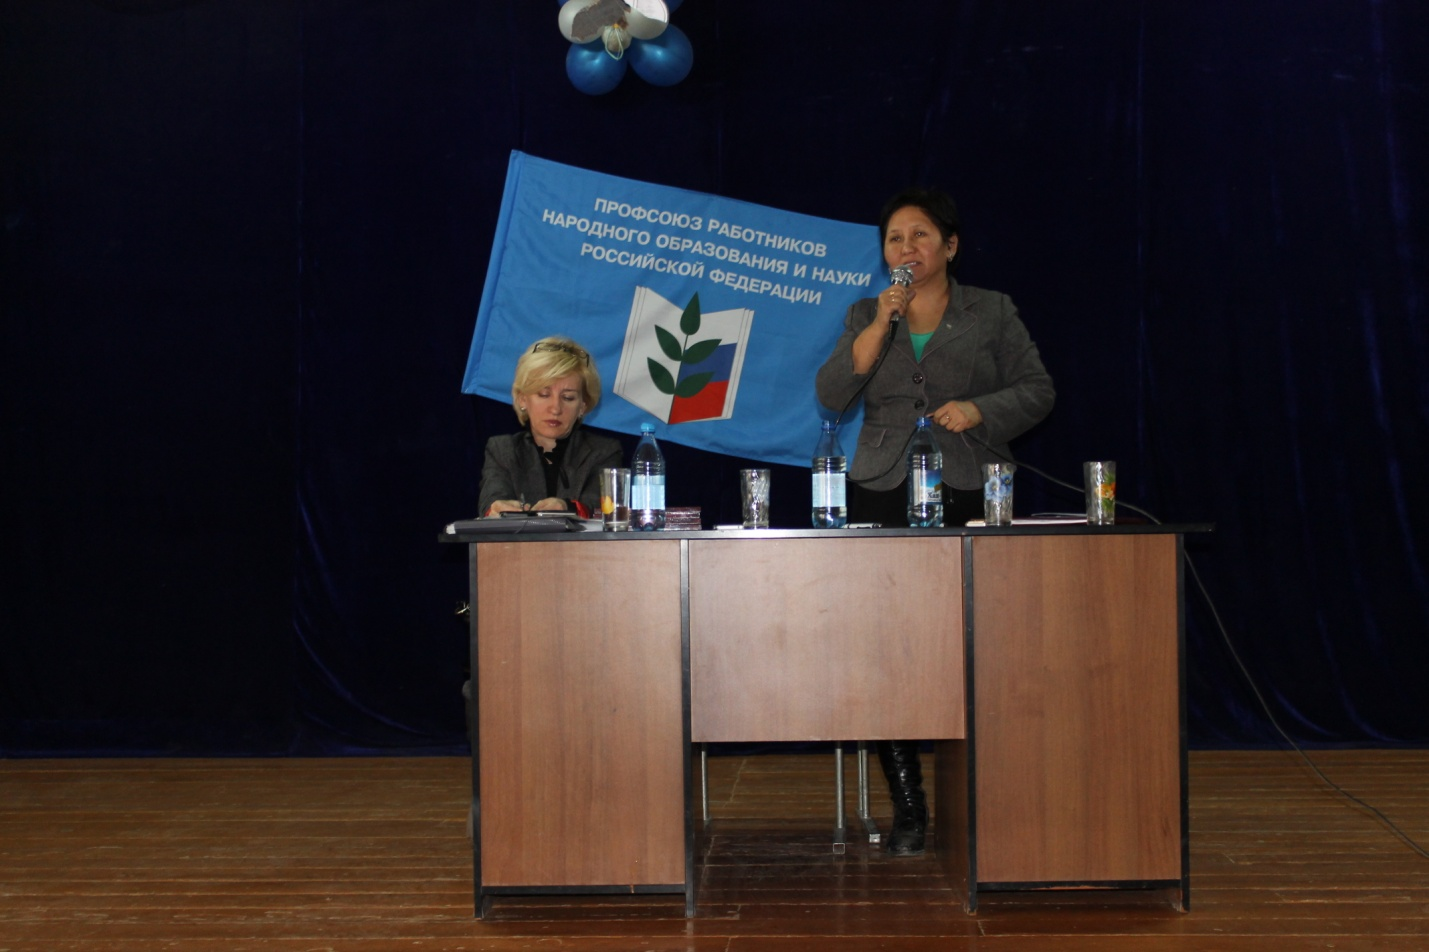 ПРОФСОЮЗ РАБОТНИКОВ
НАРОДНОГО ОБРАЗОВАНИЯ И НАУКИ
РОССИЙСКОЙ ФЕДЕРАЦИИ